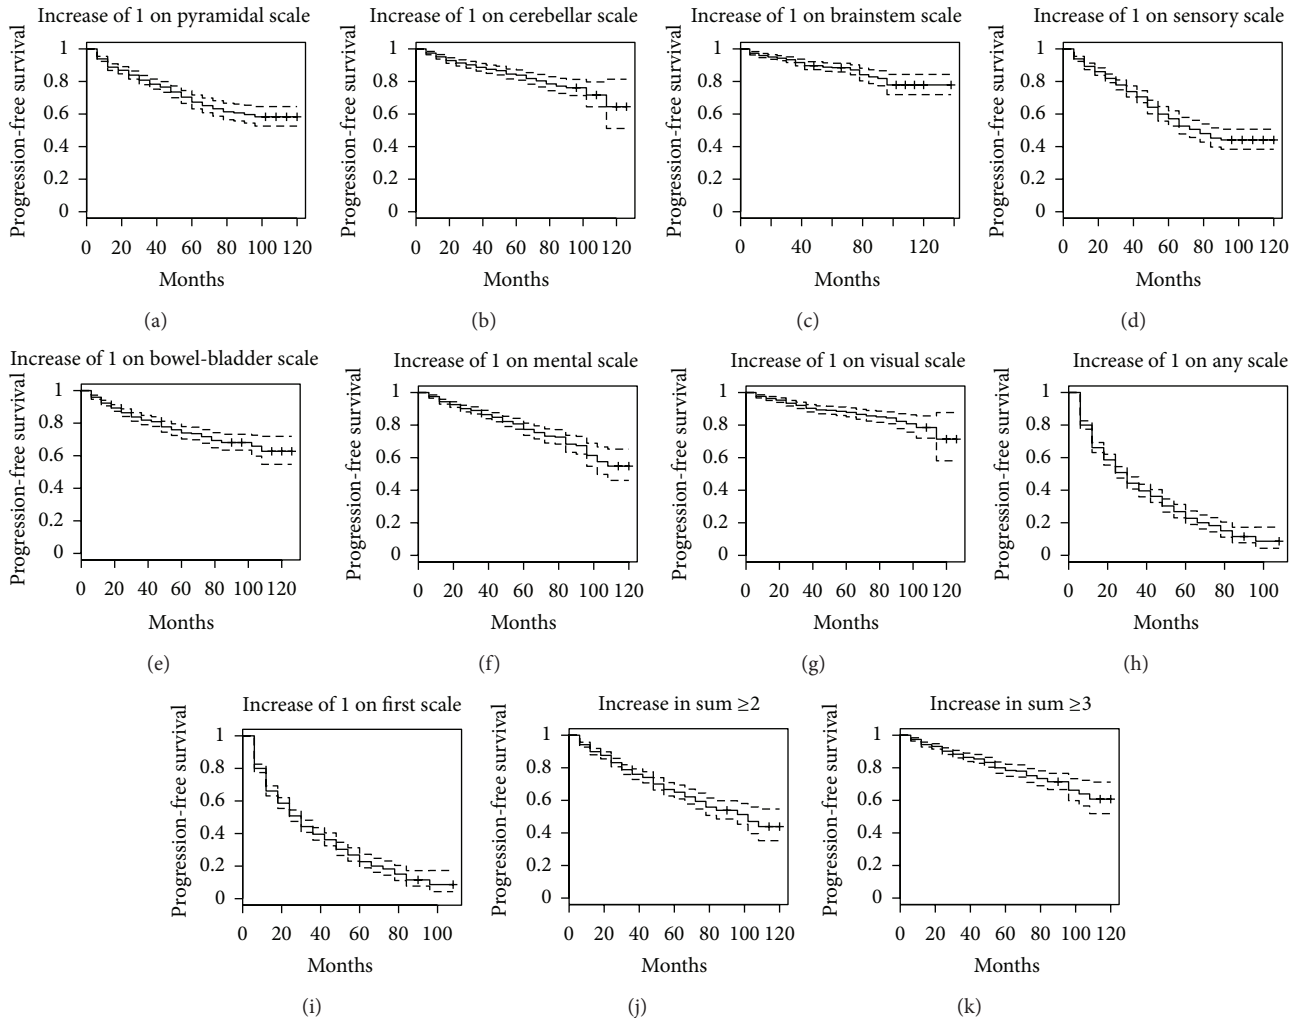 Increase of 1 on pyramidal scale
Progression-free survival
1
0.8
0.6
0.4
0.2
0
0 20 40 60 80 100 120
Months
(a)
Increase of 1 on cerebellar scale
Progression-free survival
1
0.8
0.6
0.4
0.2
0
0 20 40 60 80 100 120
Months
(b)
Increase of 1 on brainstem scale
Progression-free survival
1
0.8
0.6
0.4
0.2
0
0 20 40 60 80 100 120
Months
(c)
Increase of 1 on sensory scale
Progression-free survival
1
0.8
0.6
0.4
0.2
0
0 20 40 60 80 100 120
Months
(d)
Increase of 1 on bowel-bladder scale
Progression-free survival
1
0.8
0.6
0.4
0.2
0
0 20 40 60 80 100 120
Months
(e)
Increase of 1 on mental scale
Progression-free survival
1
0.8
0.6
0.4
0.2
0
0 20 40 60 80 100 120
Months
(f)
Increase of 1 on visual scale
Progression-free survival
1
0.8
0.6
0.4
0.2
0
0 20 40 60 80 100 120
Months
(g)
Increase of 1 on any scale
Progression-free survival
1
0.8
0.6
0.4
0.2
0
0 20 40 60 80 100
Months
(h)
Increase of 1 on first scale
Progression-free survival
1
0.8
0.6
0.4
0.2
0
0 20 40 60 80 100
Months
(i)
Increase in sum ≥2
Progression-free survival
1
0.8
0.6
0.4
0.2
0
0 20 40 60 80 100 120
Months
(j)
Increase in sum ≥3
Progression-free survival
1
0.8
0.6
0.4
0.2
0
0 20 40 60 80 100 120
Months
(k)